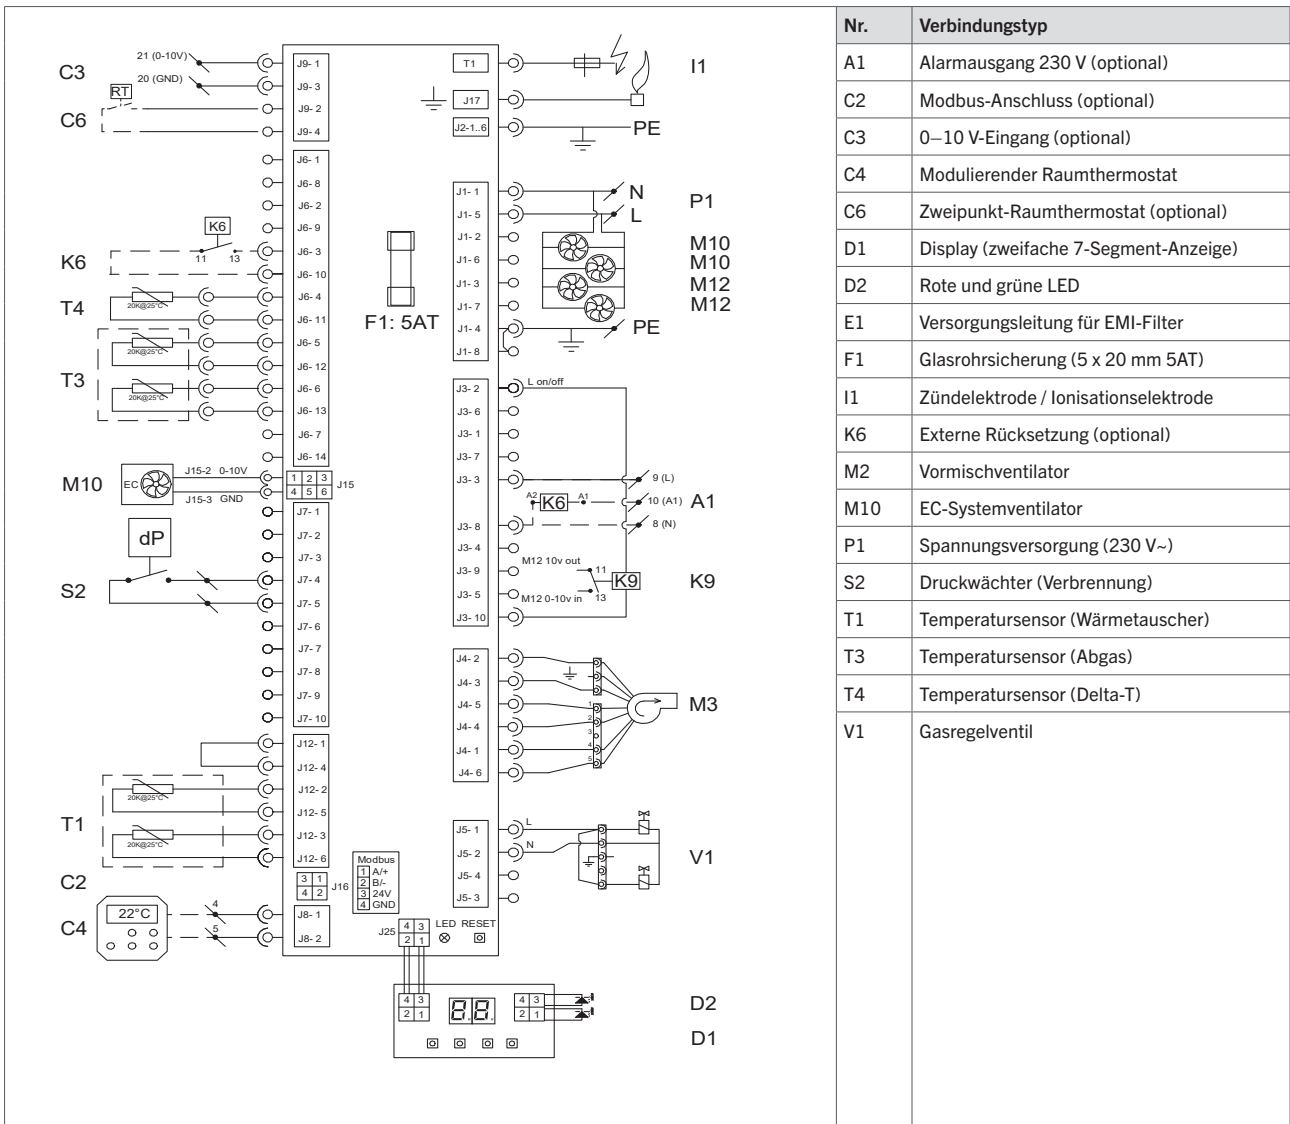 C3
21 (0-10V)
20 (GND)
RT
C6
K6
11 13
K6
T4
20K@25°C
20K@25°C
T3
20K@25°C
M10
EC
J15-2 0-10V
J15-3 GND
dP
S2
T1
20K@25°C
20K@25°C
C2
C4
22°C
4
5
J9- 1
J9- 3
J9- 2
J9- 4
J6- 1
J6- 8
J6- 2
J6- 9
J6- 3
J6- 10
J6- 4
J6- 11
J6- 5
J6- 12
J6- 6
J6- 13
J6- 7
J6- 14
1 2 3
4 5 6
J15
J7- 1
J7- 2
J7- 3
J7- 4
J7- 5
J7- 6
J7- 7
J7- 8
J7- 9
J7- 10
J12- 1
J12- 4
J12- 2
J12- 5
J12- 3
J12- 6
3 1
4 2
J16
Modbus
1 A/+
2 B/-
3 24V
4 GND
J8- 1
J8- 2
J25
4 3
2 1
LED RESET
F1: 5AT
T1
J17
J2-1..6
I1
PE
J1- 1
J1- 5
J1- 2
J1- 6
J1- 3
J1- 7
J1- 4
J1- 8
N
L
P1
M10
M10
M12
M12
PE
J3- 2
J3- 6
J3- 1
J3- 7
J3- 3
J3- 8
J3- 4
J3- 9
J3- 5
J3- 10
L on/off
9 (L)
A2 K6 A1
10 (A1)
8 (N)
A1
M12 10v out
11
K9
M12 0-10v in
13
K9
J4- 2
J4- 3
J4- 5
J4- 4
J4- 1
J4- 6
1
2
3
4
5
M3
J5- 1
J5- 2
J5- 4
J5- 3
L
N
V1
4 3
2 1
8.8.
4 3
2 1
D2
D1
Nr. Verbindungstyp
A1 Alarmausgang 230 V (optional)
C2 Modbus-Anschluss (optional)
C3 0–10 V-Eingang (optional)
C4 Modulierender Raumthermostat
C6 Zweipunkt-Raumthermostat (optional)
D1 Display (zweifache 7-Segment-Anzeige)
D2 Rote und grüne LED
E1 Versorgungsleitung für EMI-Filter
F1 Glasrohrsicherung (5 x 20 mm 5AT)
I1 Zündelektrode / Ionisationselektrode
K6 Externe Rücksetzung (optional)
M2 Vormischventilator
M10 EC-Systemventilator
P1 Spannungsversorgung (230 V~)
S2 Druckwächter (Verbrennung)
T1 Temperatursensor (Wärmetauscher)
T3 Temperatursensor (Abgas)
T4 Temperatursensor (Delta-T)
V1 Gasregelventil